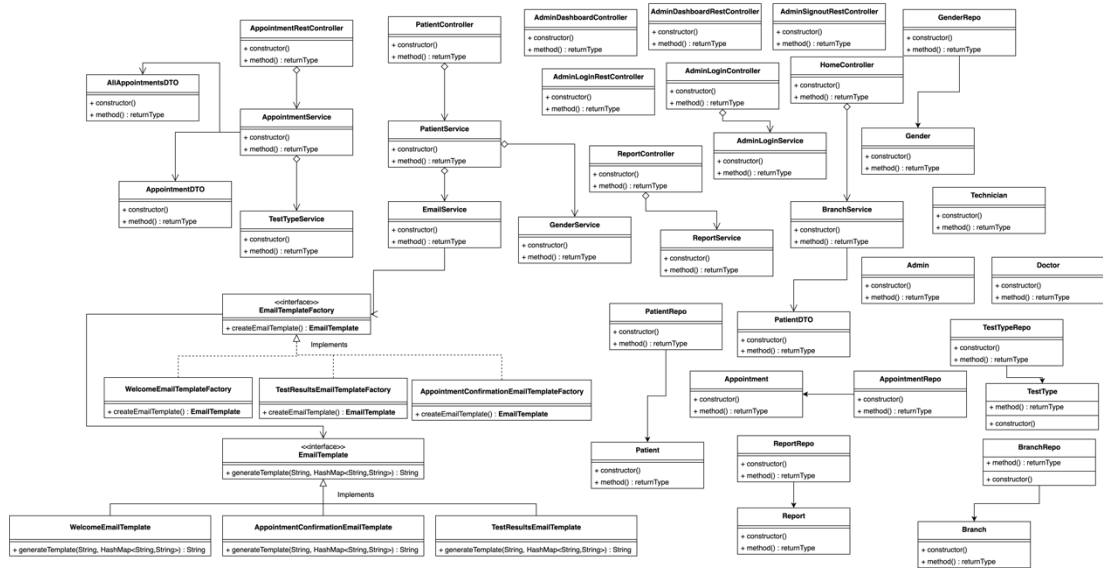 AppointmentRestController
+ constructor()
+ method() : returnType
PatientController
+ constructor()
+ method() : returnType
AdminDashboardController
+ constructor()
+ method() : returnType
AdminDashboardRestController
+ constructor()
+ method() : returnType
AdminSignoutRestController
+ constructor()
+ method() : returnType
GenderRepo
+ constructor()
+ method() : returnType
AllAppointmentsDTO
+ constructor()
+ method() : returnType
AdminLoginRestController
+ constructor()
+ method() : returnType
AdminLoginController
+ constructor()
+ method() : returnType
HomeController
+ constructor()
+ method() : returnType
AppointmentService
+ constructor()
+ method() : returnType
PatientService
+ constructor()
+ method() : returnType
AdminLoginService
+ constructor()
+ method() : returnType
Gender
+ constructor()
+ method() : returnType
ReportController
+ constructor()
+ method() : returnType
AppointmentDTO
+ constructor()
+ method() : returnType
Technician
+ constructor()
+ method() : returnType
TestTypeService
+ constructor()
+ method() : returnType
EmailService
+ constructor()
+ method() : returnType
GenderService
+ constructor()
+ method() : returnType
ReportService
+ constructor()
+ method() : returnType
BranchService
+ constructor()
+ method() : returnType
Admin
+ constructor()
+ method() : returnType
Doctor
+ constructor()
+ method() : returnType
<<interface>>
EmailTemplateFactory
+ createEmailTemplate() : EmailTemplate
Implements
PatientRepo
+ constructor()
+ method() : returnType
PatientDTO
+ constructor()
+ method() : returnType
TestTypeRepo
+ constructor()
+ method() : returnType
WelcomeEmailTemplateFactory
+ createEmailTemplate() : EmailTemplate
TestResultsEmailTemplateFactory
+ createEmailTemplate() : EmailTemplate
AppointmentConfirmationEmailTemplateFactory
+ createEmailTemplate() : EmailTemplate
Appointment
+ constructor()
+ method() : returnType
AppointmentRepo
+ constructor()
+ method() : returnType
TestType
+ method() : returnType
+ constructor()
<<interface>>
EmailTemplate
+ generateTemplate(String, HashMap<String,String>) : String
Implements
Patient
+ constructor()
+ method() : returnType
ReportRepo
+ constructor()
+ method() : returnType
BranchRepo
+ method() : returnType
+ constructor()
WelcomeEmailTemplate
+ generateTemplate(String, HashMap<String,String>) : String
AppointmentConfirmationEmailTemplate
+ generateTemplate(String, HashMap<String,String>) : String
TestResultsEmailTemplate
+ generateTemplate(String, HashMap<String,String>) : String
Report
+ constructor()
+ method() : returnType
Branch
+ constructor()
+ method() : returnType